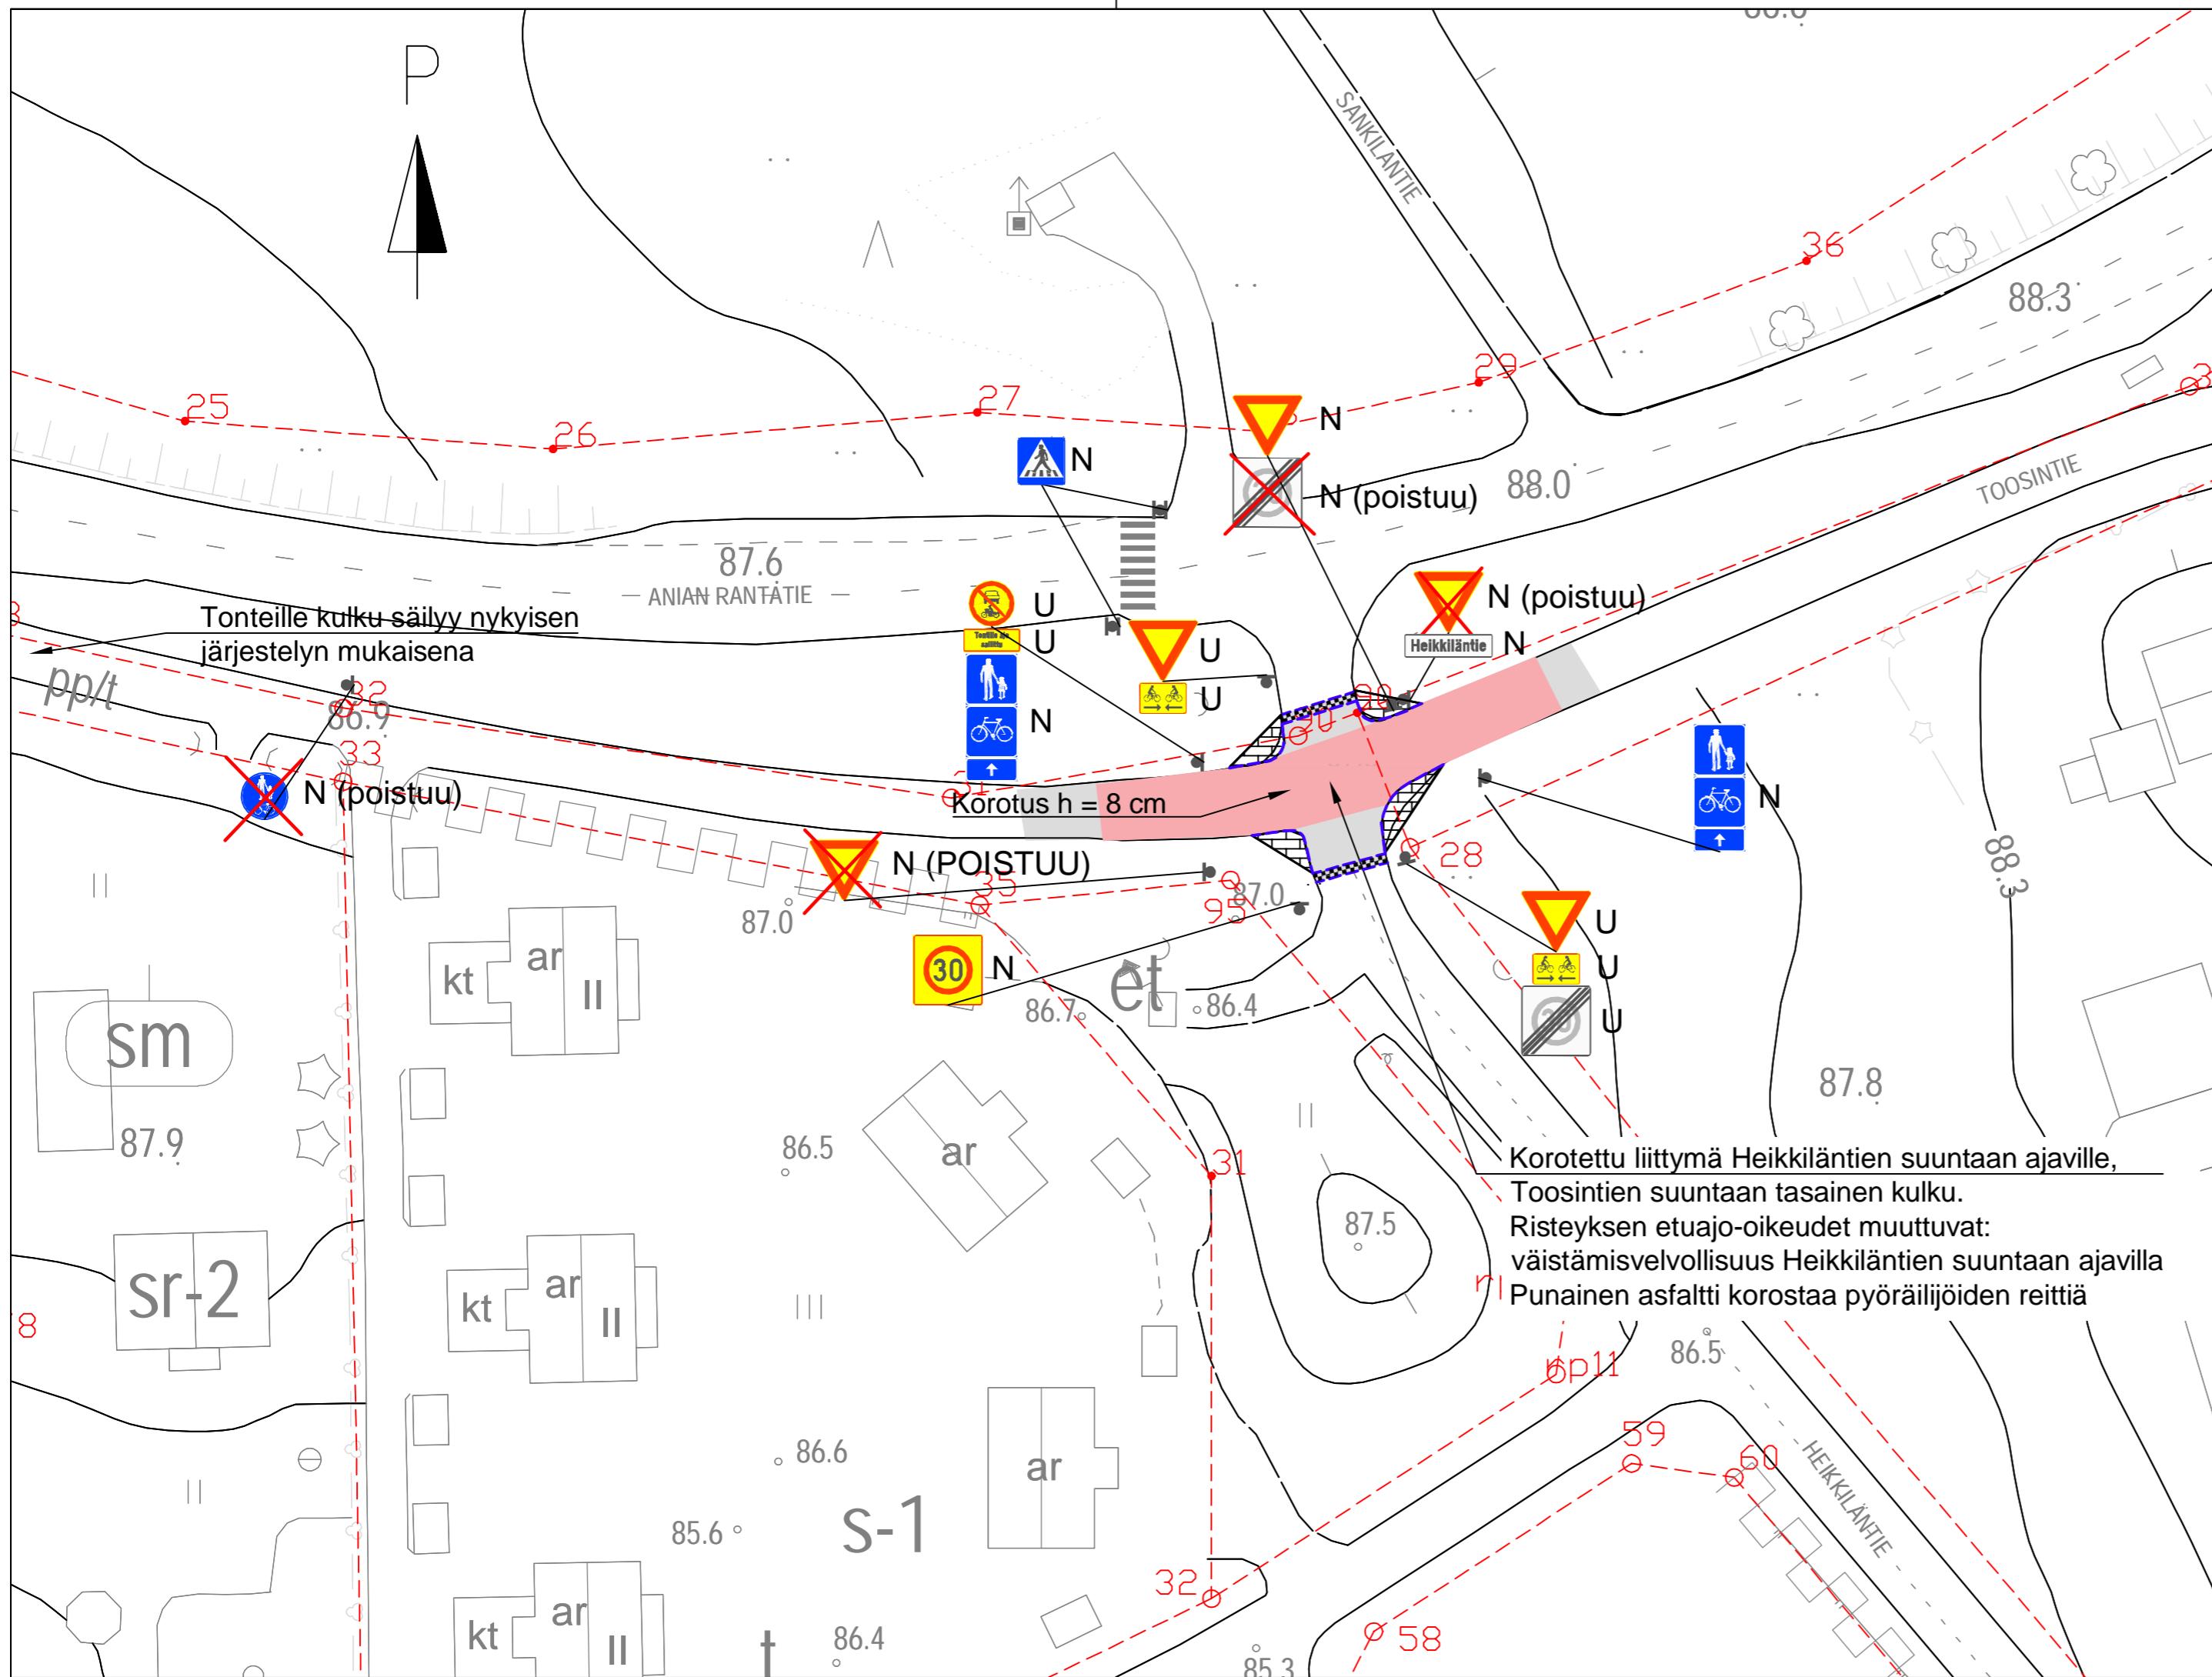 P
SANKILANTIE
36
88.3
29
25
27
26
N
N
N (poistuu)
88.0
TOOSINTIE
87.6
ANIAN RANTATIE
Tonteille kulku säilyy nykyisen
järjestelyn mukaisena
U
U
N
U
U
N (poistuu)
Heikkiläntie
N
pp/t
32
86.9
33
N (poistuu)
Korotus h = 8 cm
N
28
N (POISTUU)
35
87.0
95
87.0
30
N
U
U
U
et
86.7
86.4
kt
ar
II
sm
87.9
87.8
88.3
86.5
ar
31
87.5
Korotettu liittymä Heikkiläntien suuntaan ajaville,
Toosintien suuntaan tasainen kulku.
Risteyksen etuajo-oikeudet muuttuvat:
väistämisvelvollisuus Heikkiläntien suuntaan ajavilla
Punainen asfaltti korostaa pyöräilijöiden reittiä
sr-2
kt
ar
II
8
86.5
rp11
59
60
HEIKKILÄNTIE
86.6
ar
s-1
85.6
32
58
kt
ar
II
86.4
85.3